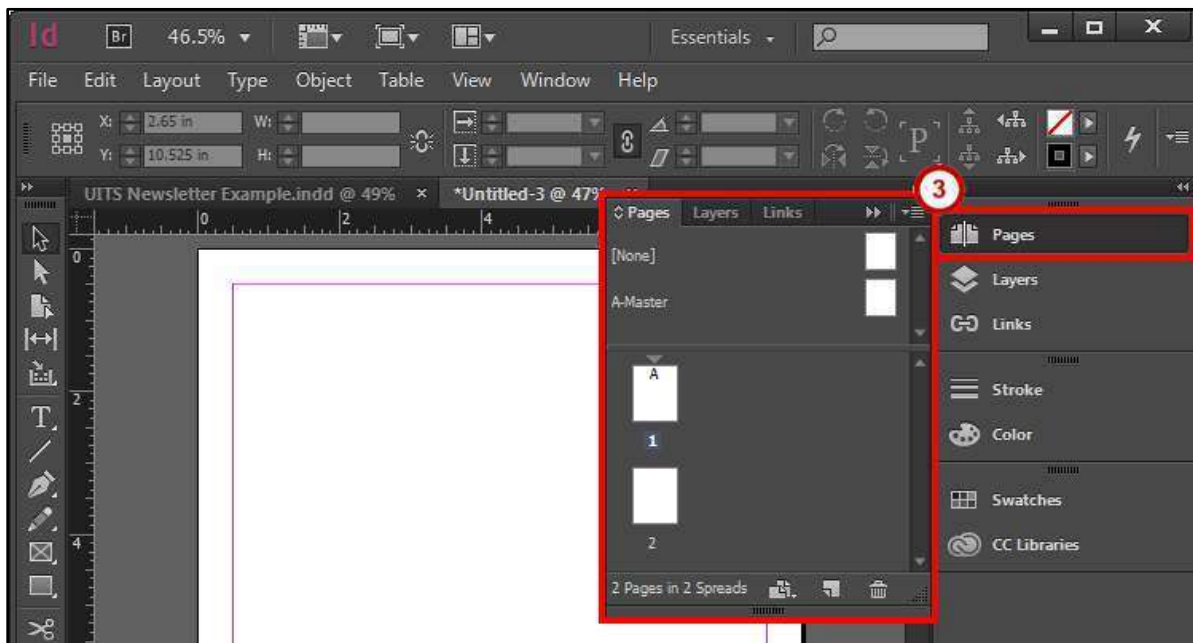 Id Br 46.5% Essentials X
File Edit Layout Type Object Table View Window Help
X: 2.65 in W:
Y: 10.525 in H:
P
UITS Newsletter Example.indd @ 49% × *Untitled-3 @ 47%
3
0 2 4
Pages Layers Links
[None]
A-Master
A
1
2
2 Pages in 2 Spreads
0
2
4
T
Pages
Layers
Links
Stroke
Color
Swatches
CC Libraries